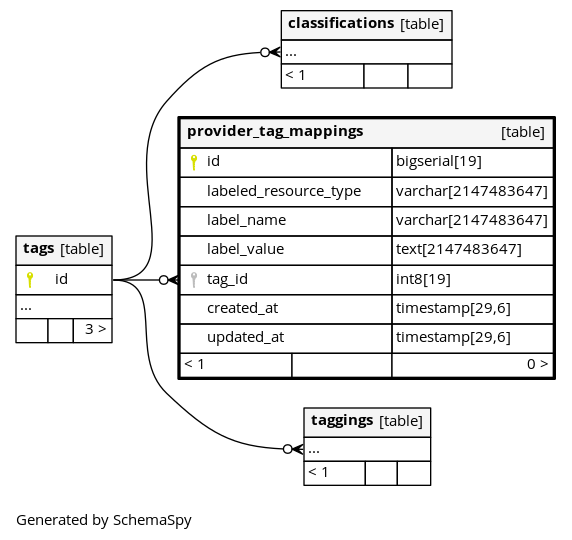 classifications [table]
...
< 1
provider_tag_mappings [table]
id bigserial[19]
labeled_resource_type varchar[2147483647]
label_name varchar[2147483647]
label_value text[2147483647]
tag_id int8[19]
created_at timestamp[29,6]
updated_at timestamp[29,6]
< 1 0 >
tags [table]
id
...
3 >
taggings [table]
...
< 1
Generated by SchemaSpy